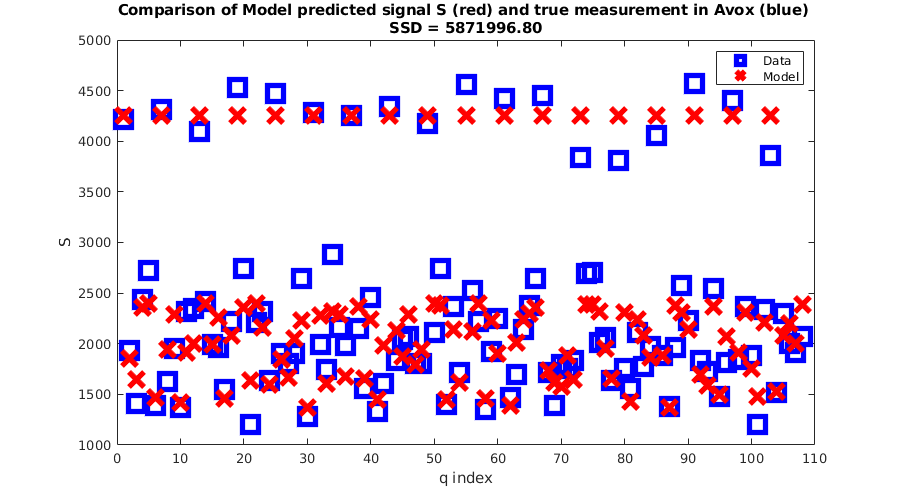 Comparison of Model predicted signal S (red) and true measurement in Avox (blue)
SSD = 5871996.80
5000
4500
4000
3500
3000
2500
2000
1500
1000
S
Data
Model
0 10 20 30 40 50 60 70 80 90 100 110
q index